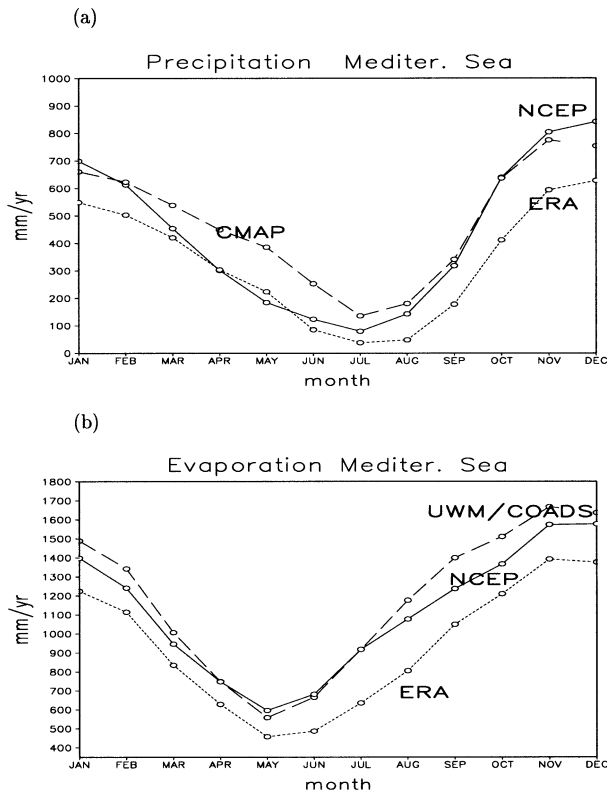 (a)
Precipitation Mediter. Sea
1000
900
800
700
600
500
400
300
200
100
0
mm/yr
NCEP
ERA
CMAP
JAN FEB MAR APR MAY JUN JUL AUG SEP OCT NOV DEC
month
(b)
Evaporation Mediter. Sea
1800
1700
1600
1500
1400
1300
1200
1100
1000
900
800
700
600
500
400
mm/yr
UWM/COADS
NCEP
ERA
JAN FEB MAR APR MAY JUN JUL AUG SEP OCT NOV DEC
month